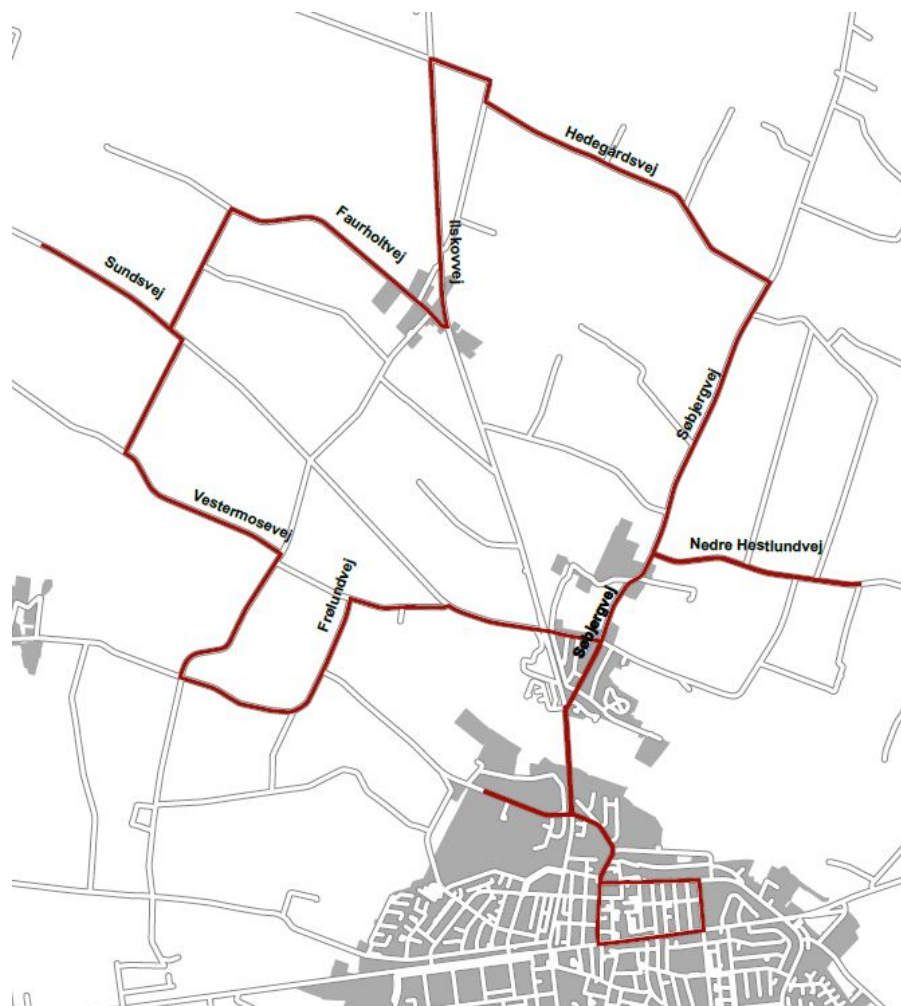 Hedegårdsvej
Faurholtvej
Ilskovvej
Sundsvej
Søbjergvej
Vestermosevej
Nedre Hestlundvej
Frølundvej
Søbjergvej